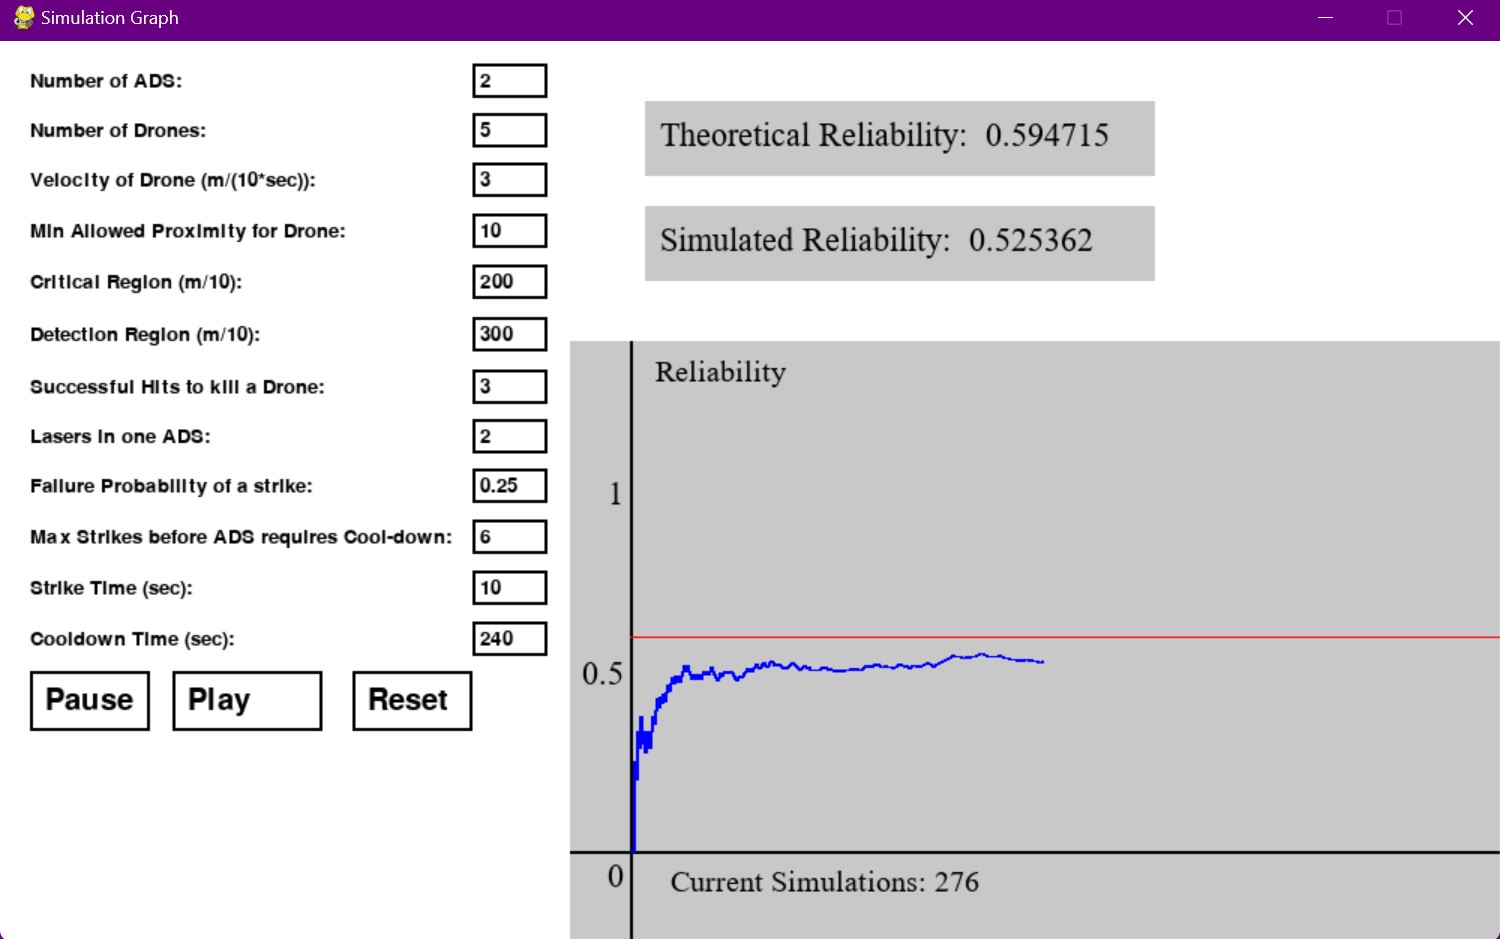 Simulation Graph
Number of ADS: 2
Number of Drones: 5
Velocity of Drone (m/(10*sec)): 3
Min Allowed Proximity for Drone: 10
Critical Region (m/10): 200
Detection Region (m/10): 300
Successful Hits to kill a Drone: 3
Lasers in one ADS: 2
Failure Probability of a strike: 0.25
Max Strikes before ADS requires Cool-down: 6
Strike Time (sec): 10
Cooldown Time (sec): 240
Pause Play Reset
Theoretical Reliability: 0.594715
Simulated Reliability: 0.525362
Reliability
1
0.5
0
Current Simulations: 276